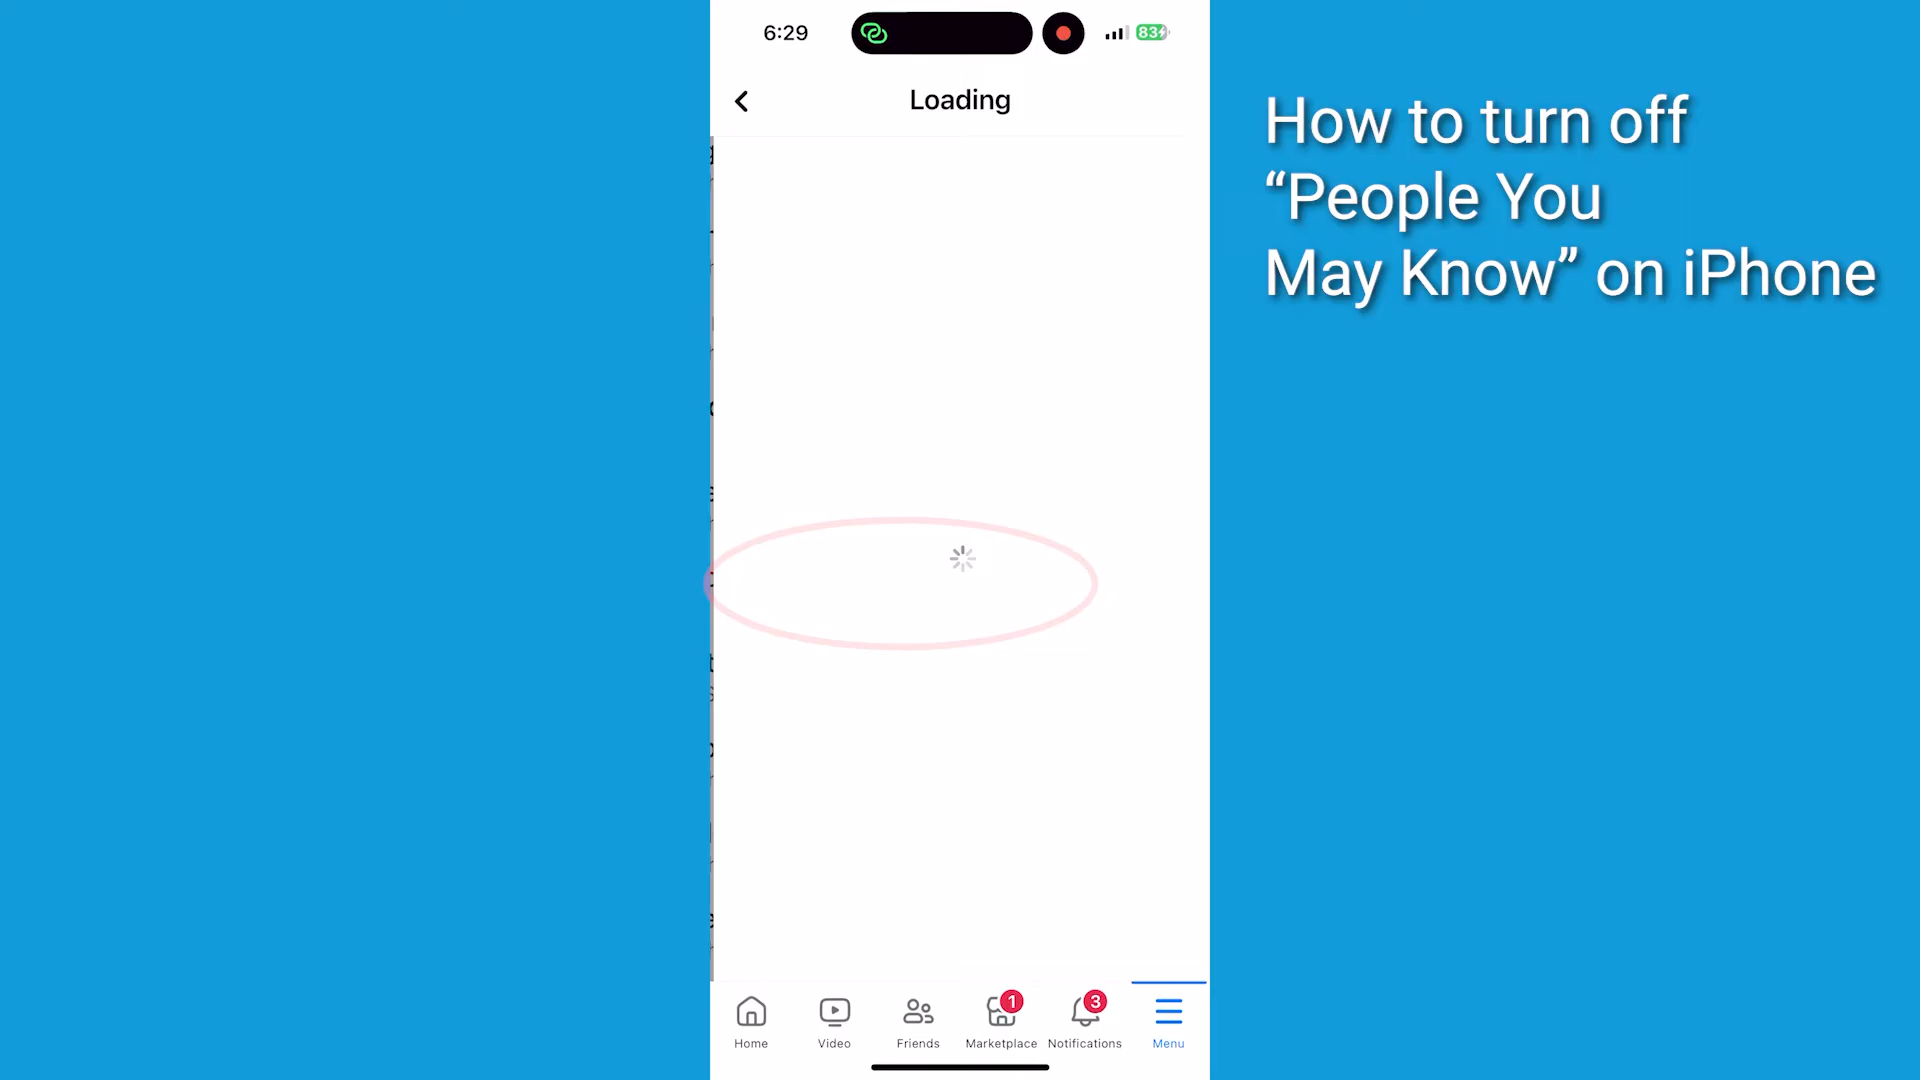 6:29
83
Loading
How to turn off
“People You
May Know” on iPhone
1
3
Home
Video
Friends
Marketplace
Notifications
Menu